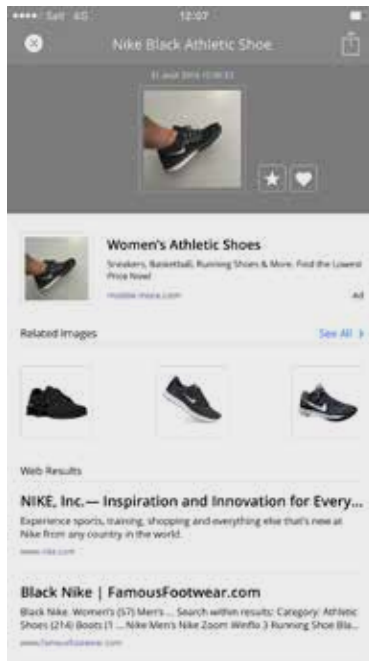 12:07
Nike Black Athletic Shoe
Women's Athletic Shoes
Sneakers, Basketball, Running Shoes & More. Find the Lowest
Price Now!
Ad
Related Images
See All
Web Results
NIKE, Inc.— Inspiration and Innovation for Every...
Experience sports, training, shopping and everything else that's new at
Nike from any country in the world.
www.nike.com
Black Nike | FamousFootwear.com
Black Nike. Women's (57) Men's ... Search within results: Category: Athletic
Shoes (214) Boots (1 ... Nike Men's Nike Zoom Winflo 3 Running Shoe Bla...
www.famousfootwear.com